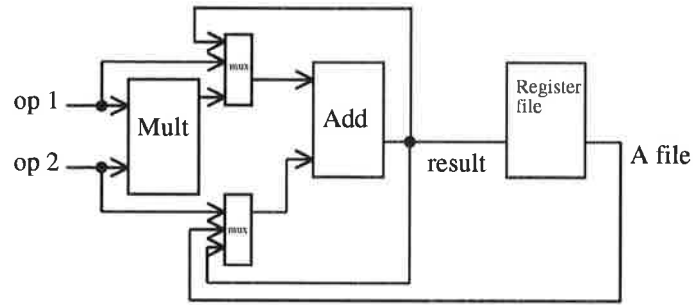 mux
Register
file
op 1
Mult
Add
op 2
result
A file
mux